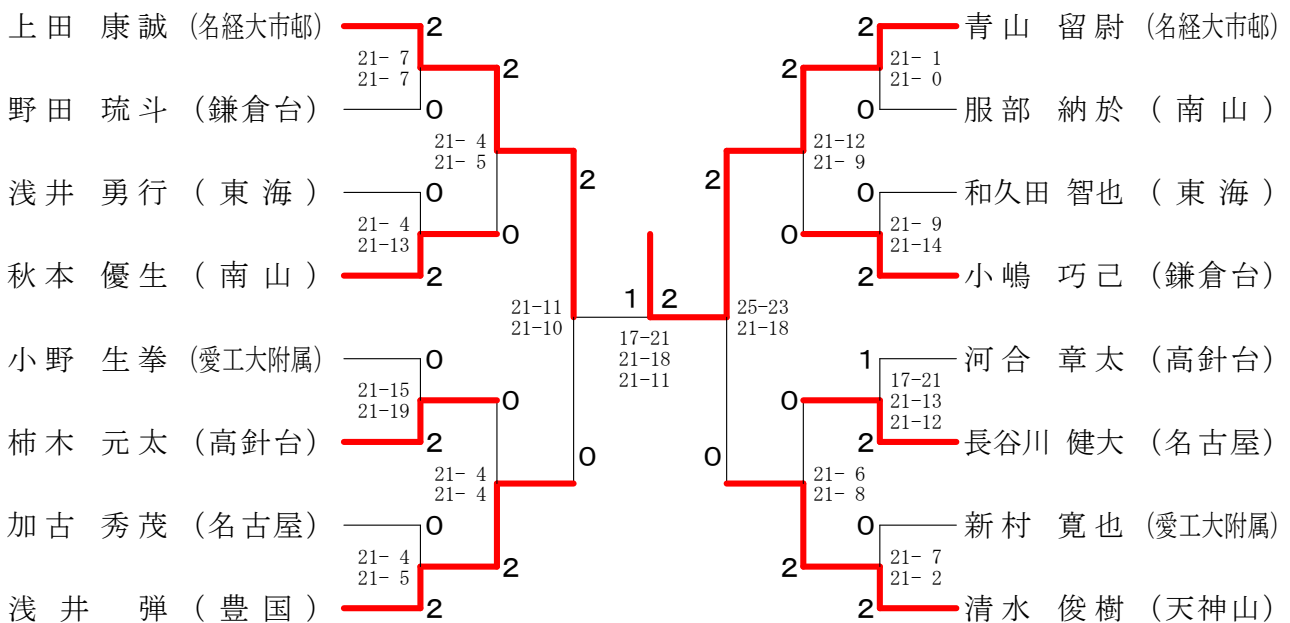 上田 康誠 (名経大市邨) 2 2 青山 留尉 (名経大市邨)
21- 7 21- 1
21- 7 2 2 21- 0
野田 琉斗 (鎌倉台) 0 0 服部 納於 (南山)
21- 4 21-12
21- 5 21- 9
浅井 勇行 (東海) 0 2 2 0 和久田 智也 (東海)
21- 4 21- 9
21-13 0 0 21-14
秋本 優生 (南山) 2 2 小嶋 巧己 (鎌倉台)
21-11 1 2 25-23
21-10 21-18
17-21
21-18
21-11
小野 生拳 (愛工大附属) 0 1 河合 章太 (高針台)
21-15 17-21
21-19 0 0 21-13
21-12
柿木 元太 (高針台) 2 2 長谷川 健大 (名古屋)
0 0
21- 4 21- 6
21- 4 21- 8
加古 秀茂 (名古屋) 0 0 新村 寛也 (愛工大附属)
21- 4 21- 7
21- 5 2 2 21- 2
浅井 弾 (豊国) 2 2 清水 俊樹 (天神山)